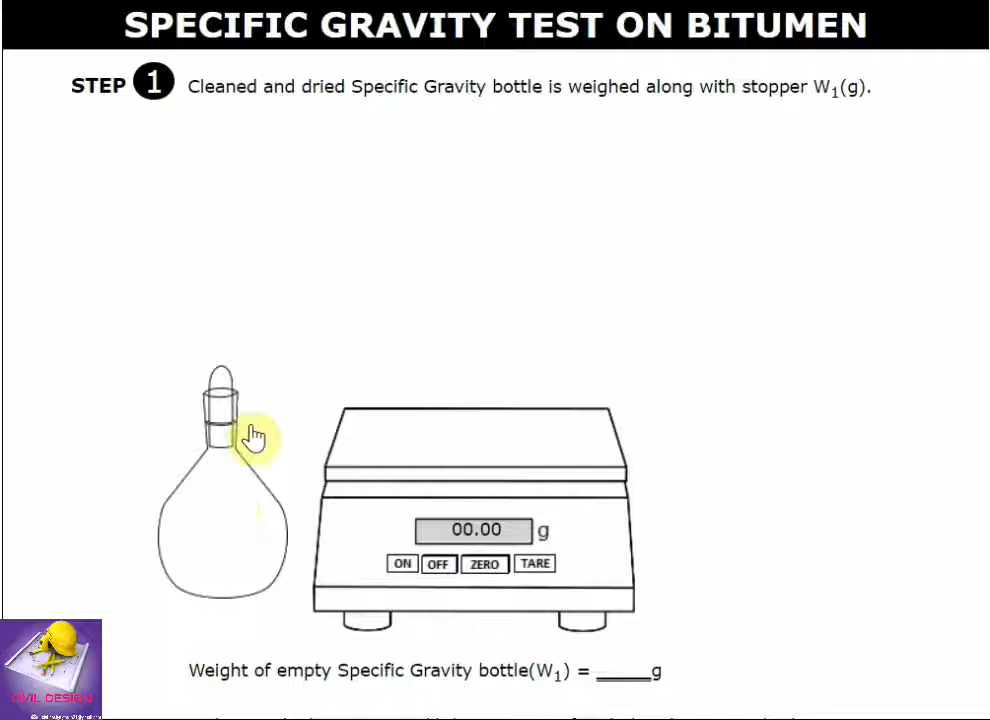 SPECIFIC GRAVITY TEST ON BITUMEN
STEP 1 Cleaned and dried Specific Gravity bottle is weighed along with stopper W1(g).
00.00 g
ON OFF ZERO TARE
Weight of empty Specific Gravity bottle(W1) = _____g
CIVIL DESIGN